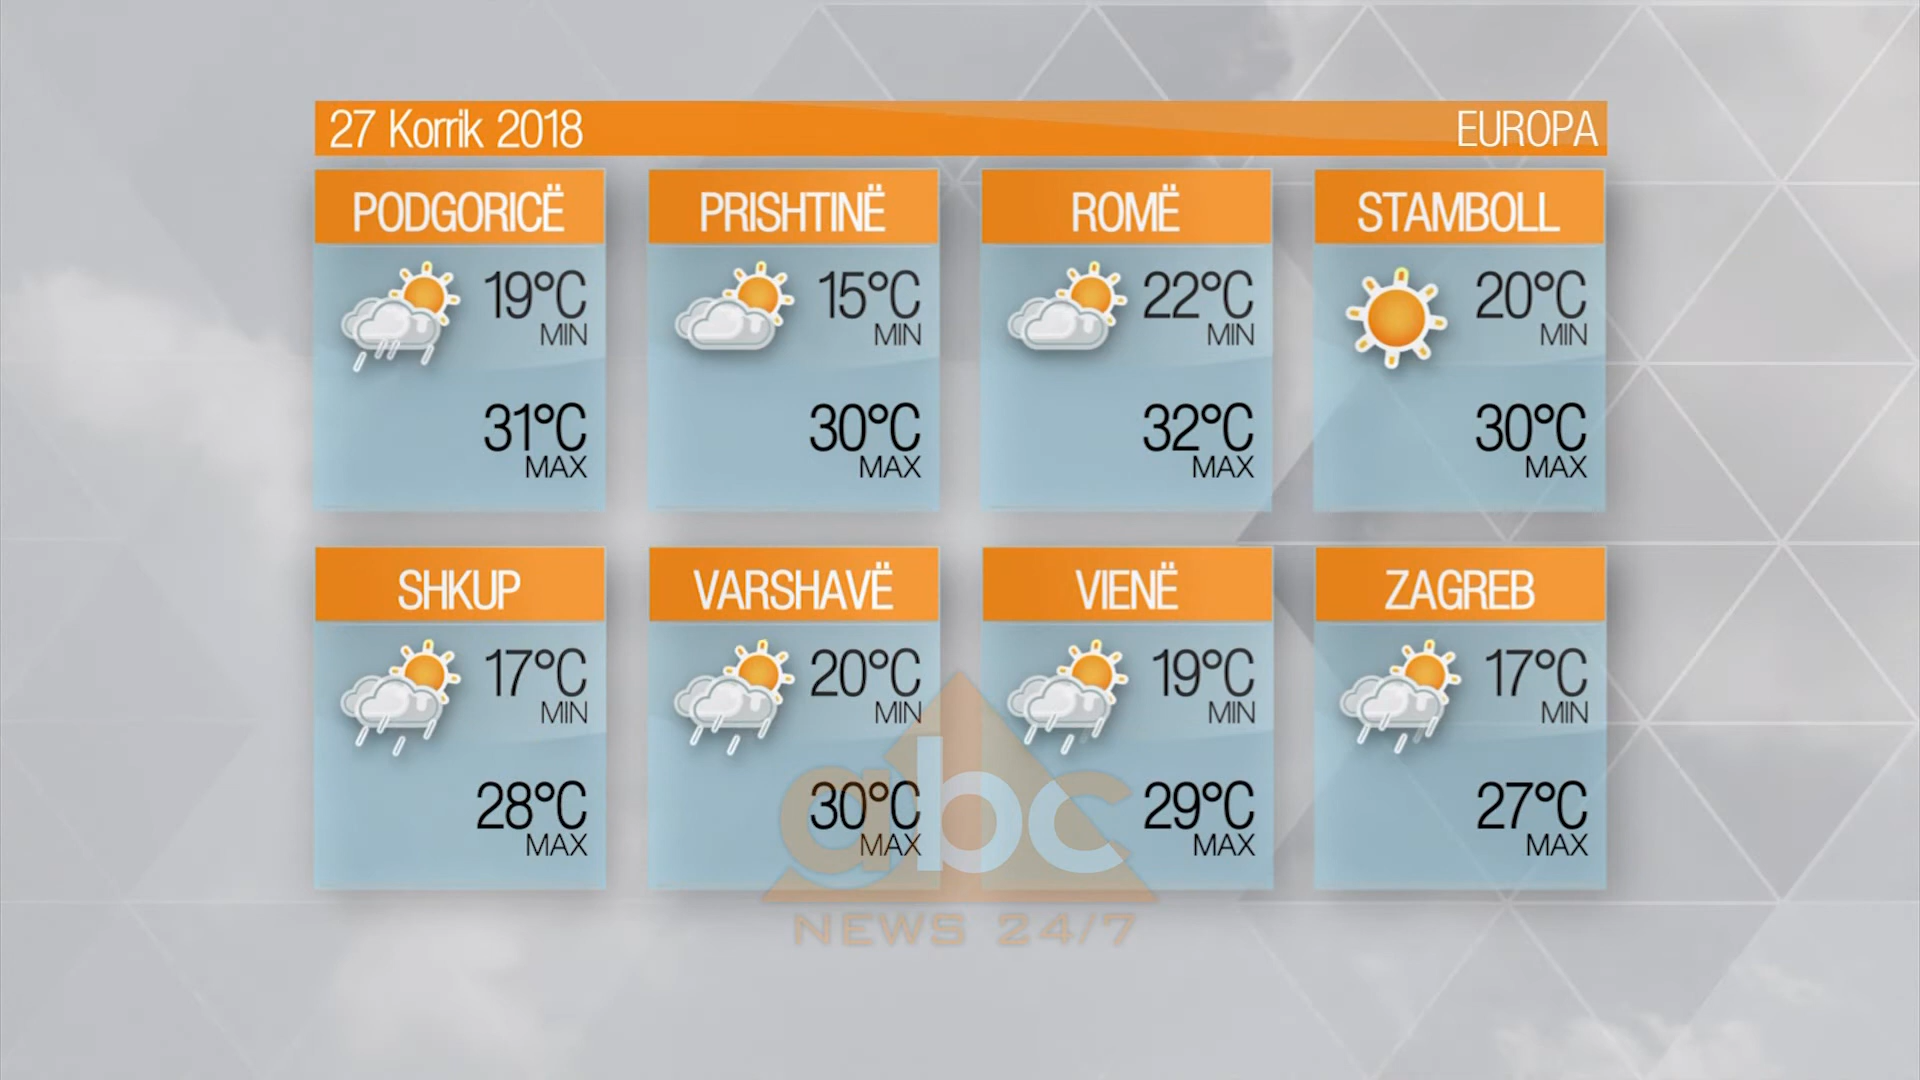 27 Korrik 2018
EUROPA
PODGORICË
19°C
MIN
31°C
MAX
PRISHTINË
15°C
MIN
30°C
MAX
ROMË
22°C
MIN
32°C
MAX
STAMBOLL
20°C
MIN
30°C
MAX
SHKUP
17°C
MIN
28°C
MAX
VARSHAVË
20°C
MIN
30°C
MAX
VIENË
19°C
MIN
29°C
MAX
ZAGREB
17°C
MIN
27°C
MAX
abc
NEWS 24/7